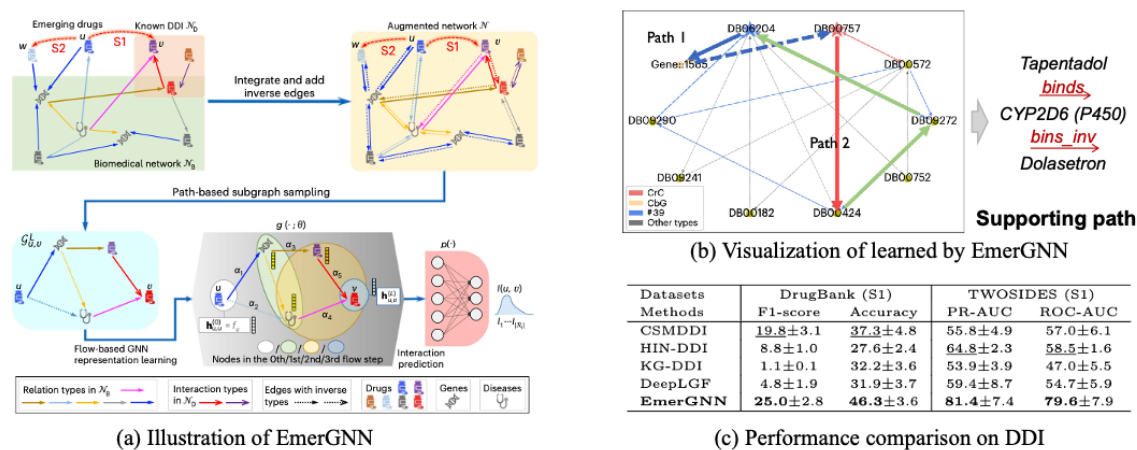 Emerging drugs
Known DDI N_D
w
u
v
S2
S1
Biomedical network N_B
Integrate and add
inverse edges
Augmented network N
w
u
v
S2
S1
Path-based subgraph sampling
G^L_{u,v}
u
v
Flow-based GNN
representation learning
g (· ; θ)
α1
α2
α3
α4
α5
u
v
h^{(0)}_{u,u} = f_u
h^{(L)}_{u,v}
Nodes in the 0th/1st/2nd/3rd flow step
p(·)
I(u, v)
Interaction
prediction
Relation types in N_B
Interaction types
in N_D
Edges with inverse
types
Drugs
Genes
Diseases
(a) Illustration of EmerGNN
DB06204
DB00757
Path 1
Gene:1565
DB00572
DB09290
DB09272
Path 2
DB09241
DB00752
DB00182
DB00424
CrC
CbG
#39
Other types
Tapentadol
binds
CYP2D6 (P450)
bins_inv
Dolasetron
Supporting path
(b) Visualization of learned by EmerGNN
Datasets DrugBank (S1) TWOSIDES (S1)
Methods F1-score Accuracy PR-AUC ROC-AUC
CSMDDI 19.8±3.1 37.3±4.8 55.8±4.9 57.0±6.1
HIN-DDI 8.8±1.0 27.6±2.4 64.8±2.3 58.5±1.6
KG-DDI 1.1±0.1 32.2±3.6 53.9±3.9 47.0±5.5
DeepLGF 4.8±1.9 31.9±3.7 59.4±8.7 54.7±5.9
EmerGNN 25.0±2.8 46.3±3.6 81.4±7.4 79.6±7.9
(c) Performance comparison on DDI